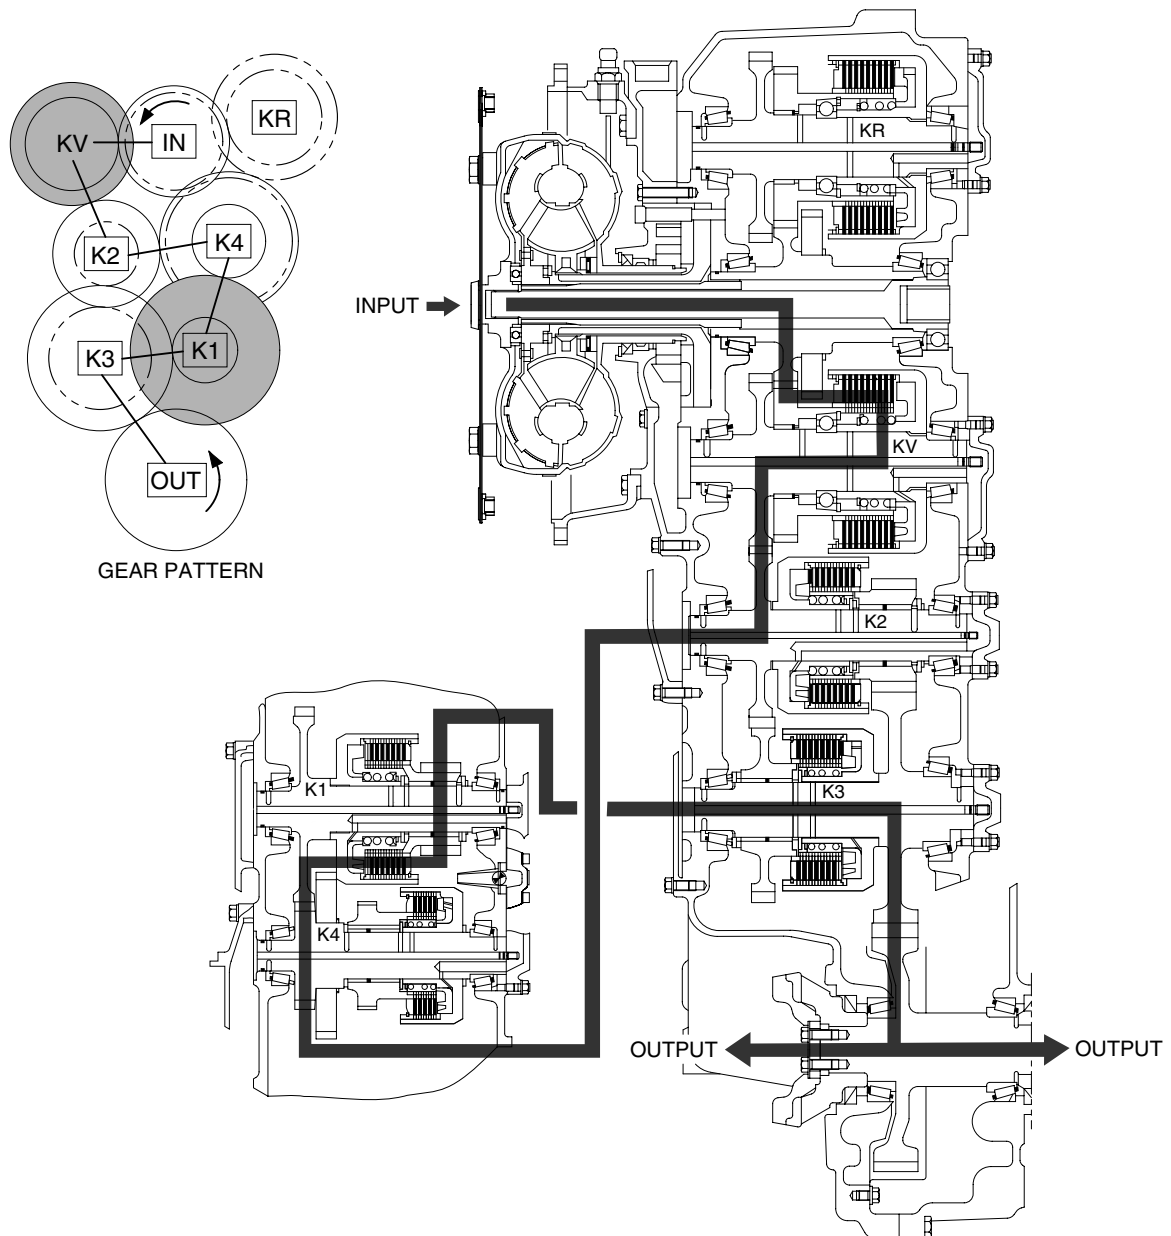 KR
KV
IN
K2
K4
K3
K1
OUT
GEAR PATTERN
INPUT
KR
KV
K2
K1
K3
K4
OUTPUT
OUTPUT